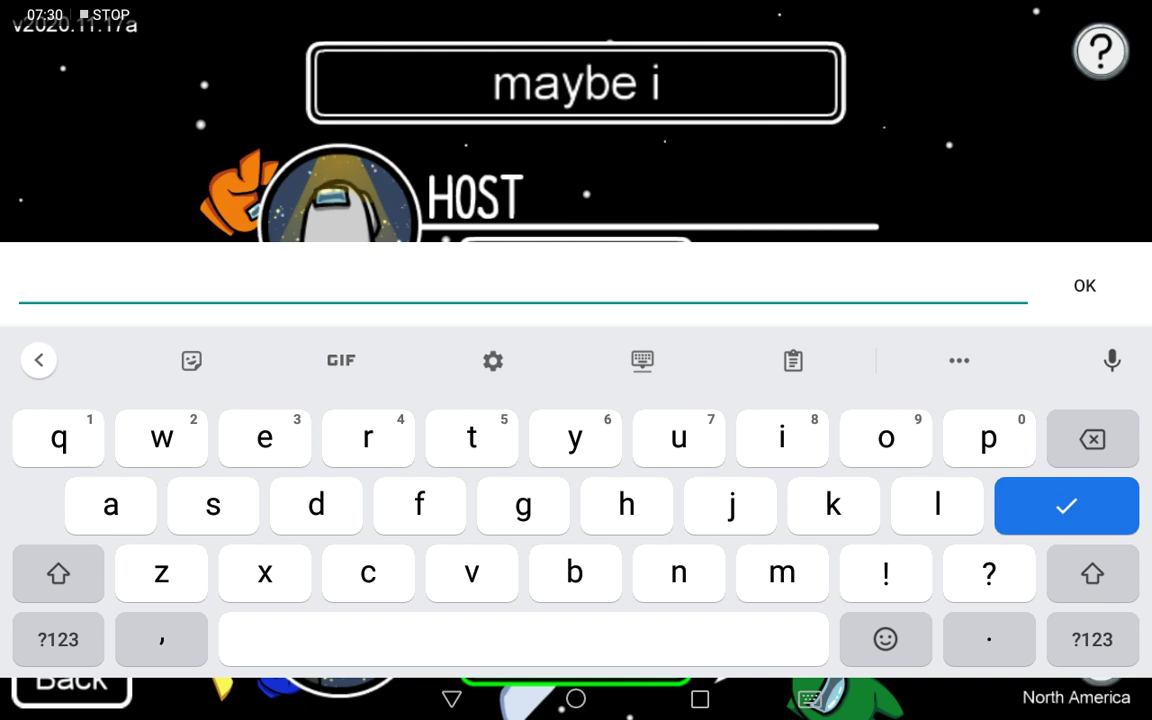 07:30 STOP
v2020.11.17a
maybe i
?
HOST
OK
GIF
q 1 w 2 e 3 r 4 t 5 y 6 u 7 i 8 o 9 p 0
a s d f g h j k l
z x c v b n m ! ?
?123 , . ?123
Back
North America